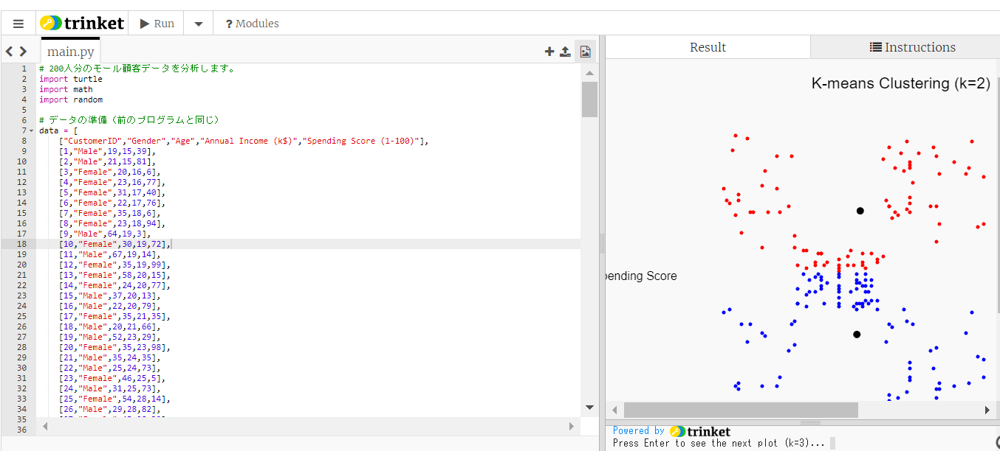 trinket Run ? Modules
main.py
Result Instructions
1 # 200人分のモール顧客データを分析します。
2 import turtle
3 import math
4 import random
5
6 # データの準備（前のプログラムと同じ）
7 data = [
8 ["CustomerID","Gender","Age","Annual Income (k$)","Spending Score (1-100)"],
9 [1,"Male",19,15,39],
10 [2,"Male",21,15,81],
11 [3,"Female",20,16,6],
12 [4,"Female",23,16,77],
13 [5,"Female",31,17,40],
14 [6,"Female",22,17,76],
15 [7,"Female",35,18,6],
16 [8,"Female",23,18,94],
17 [9,"Male",64,19,3],
18 [10,"Female",30,19,72],
19 [11,"Male",67,19,14],
20 [12,"Female",35,19,99],
21 [13,"Female",58,20,15],
22 [14,"Female",24,20,77],
23 [15,"Male",37,20,13],
24 [16,"Male",22,20,79],
25 [17,"Female",35,21,35],
26 [18,"Male",20,21,66],
27 [19,"Male",52,23,29],
28 [20,"Female",35,23,98],
29 [21,"Male",35,24,35],
30 [22,"Male",25,24,73],
31 [23,"Female",46,25,5],
32 [24,"Male",31,25,73],
33 [25,"Female",54,28,14],
34 [26,"Male",29,28,82],
35
36
K-means Clustering (k=2)
pending Score
Powered by trinket
Press Enter to see the next plot (k=3)...